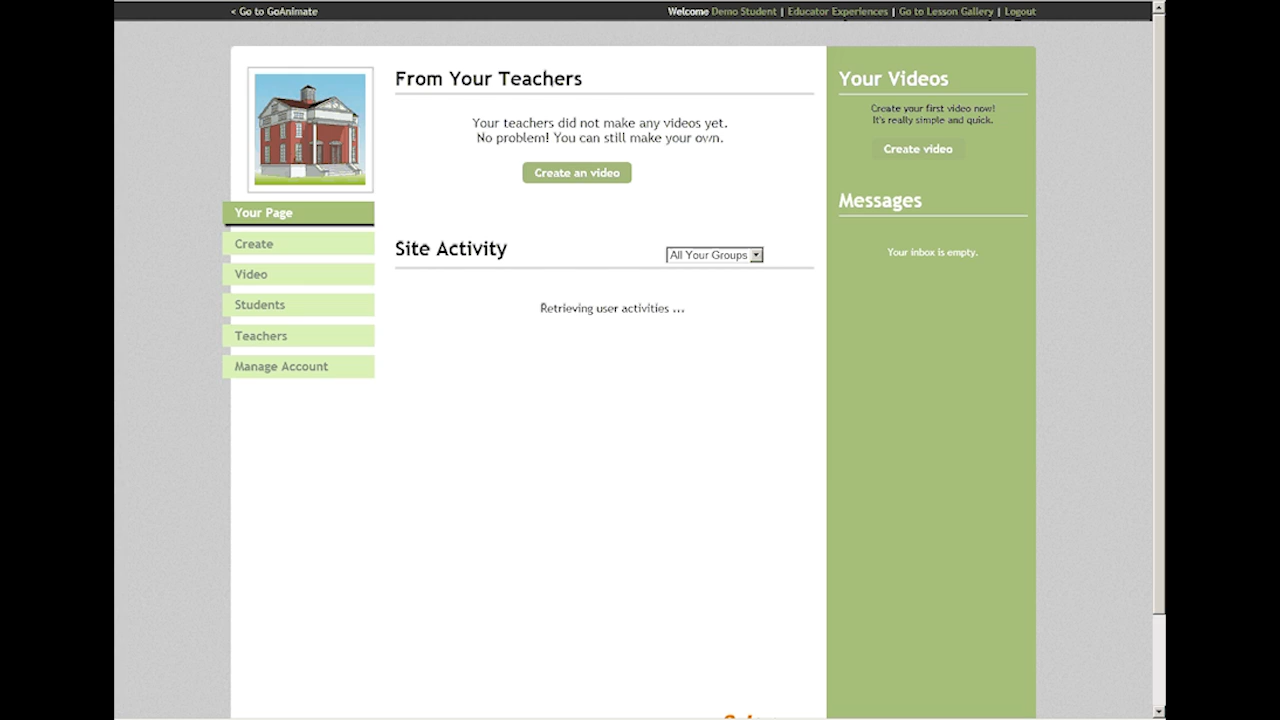 < Go to GoAnimate
Welcome Demo Student | Educator Experiences | Go to Lesson Gallery | Logout
Your Page
Create
Video
Students
Teachers
Manage Account
From Your Teachers
Your teachers did not make any videos yet.
No problem! You can still make your own.
Create an video
Site Activity
All Your Groups
Retrieving user activities ...
Your Videos
Create your first video now!
It's really simple and quick.
Create video
Messages
Your inbox is empty.